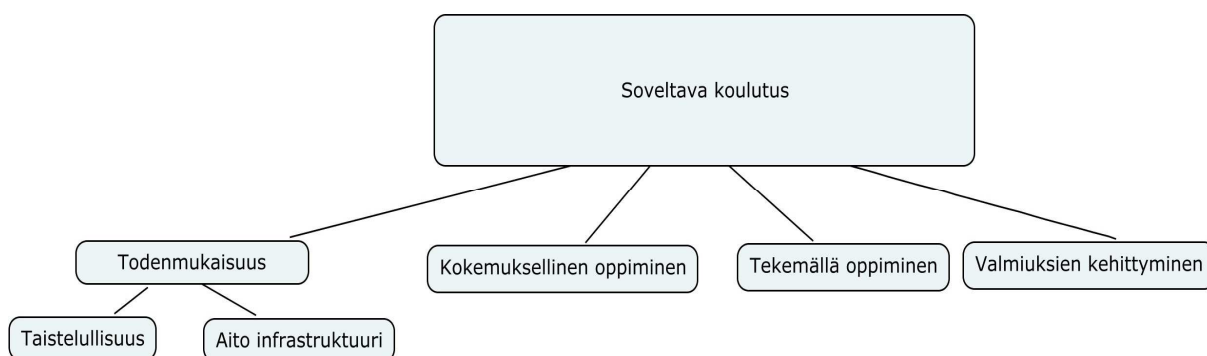 Soveltava koulutus
Todenmukaisuus
Kokemuksellinen oppiminen
Tekemällä oppiminen
Valmiuksien kehittyminen
Taistelullisuus
Aito infrastruktuuri